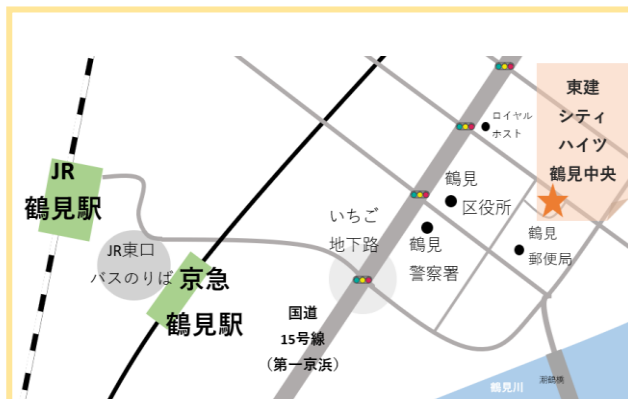 東建
シティ
ハイツ
鶴見中央
ロイヤル
ホスト
JR
鶴見駅
鶴見
区役所
いちご
地下路
鶴見
警察署
鶴見
郵便局
JR東口
バスのりば
京急
鶴見駅
国道
15号線
（第一京浜）
鶴見川
潮鶴橋